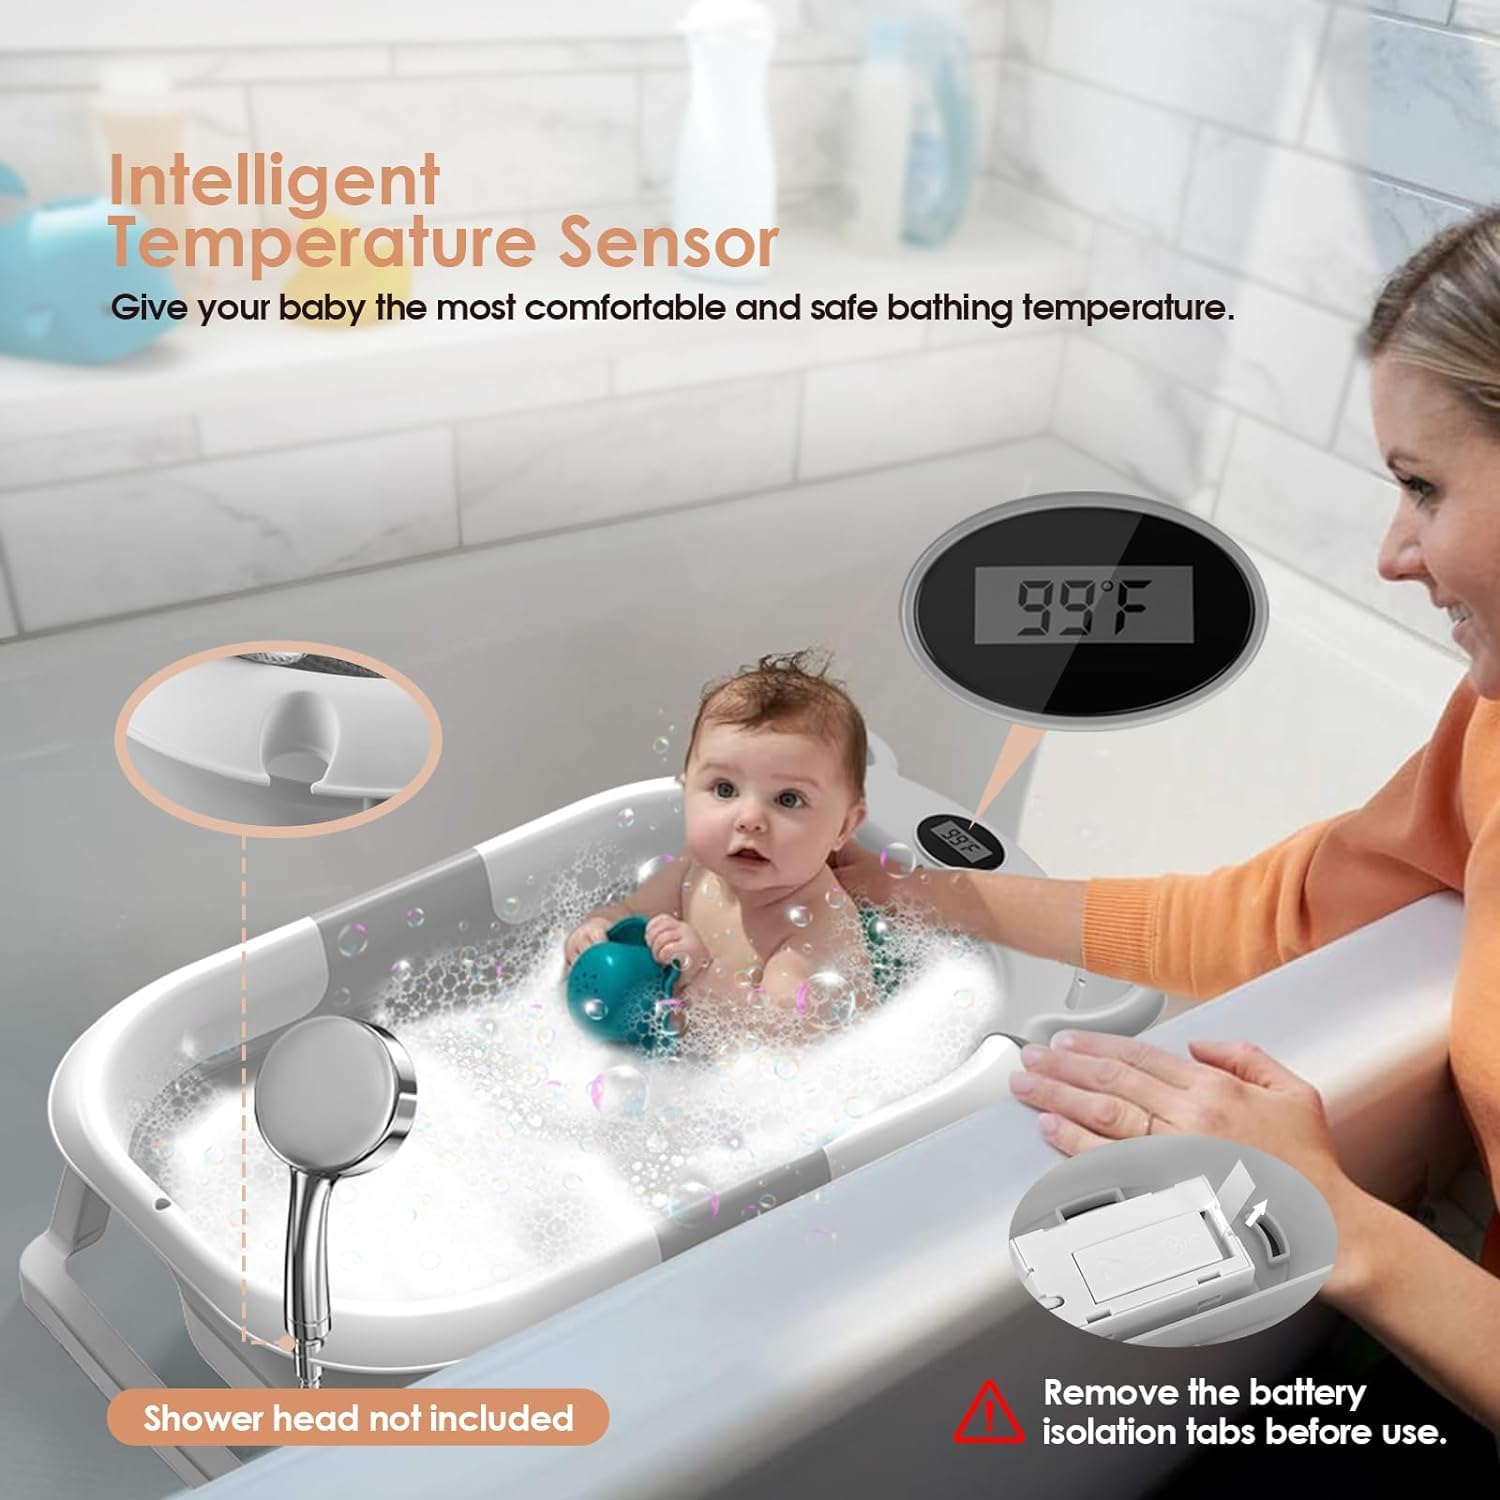 Intelligent
Temperature Sensor
Give your baby the most comfortable and safe bathing temperature.
99°F
99°F
Shower head not included
Remove the battery
isolation tabs before use.